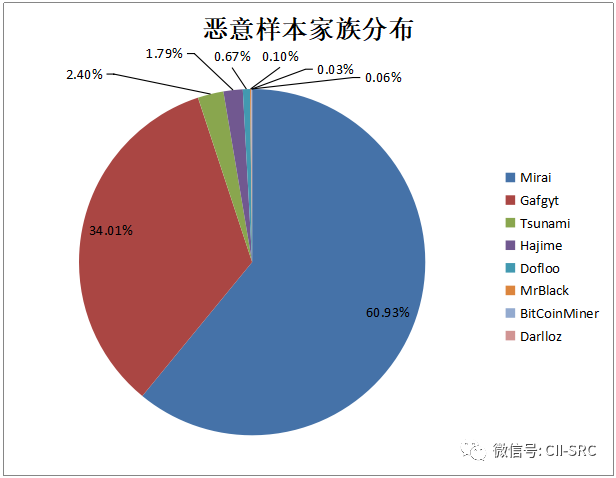 恶意样本家族分布
1.79%
0.67%
0.10%
2.40%
0.03%
0.06%
34.01%
60.93%
Mirai
Gafgyt
Tsunami
Hajime
Dofloo
MrBlack
BitCoinMiner
Darlloz
微信号: CII-SRC